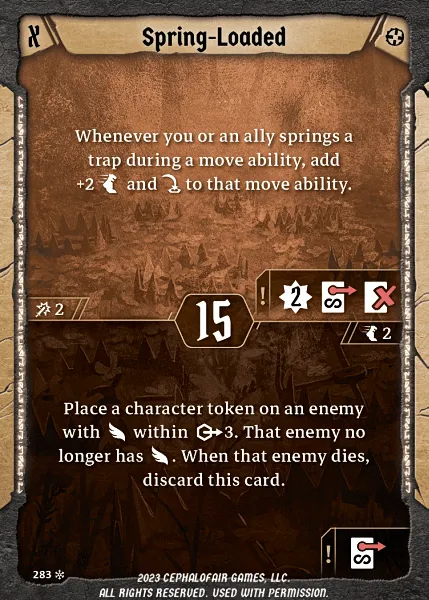 X
Spring-Loaded
Whenever you or an ally springs a
trap during a move ability, add
+2 and to that move ability.
2
15
! 2 S
2
Place a character token on an enemy
with within 3. That enemy no
longer has . When that enemy dies,
discard this card.
! S
283
2023 CEPHALOFAIR GAMES, LLC.
ALL RIGHTS RESERVED. USED WITH PERMISSION.